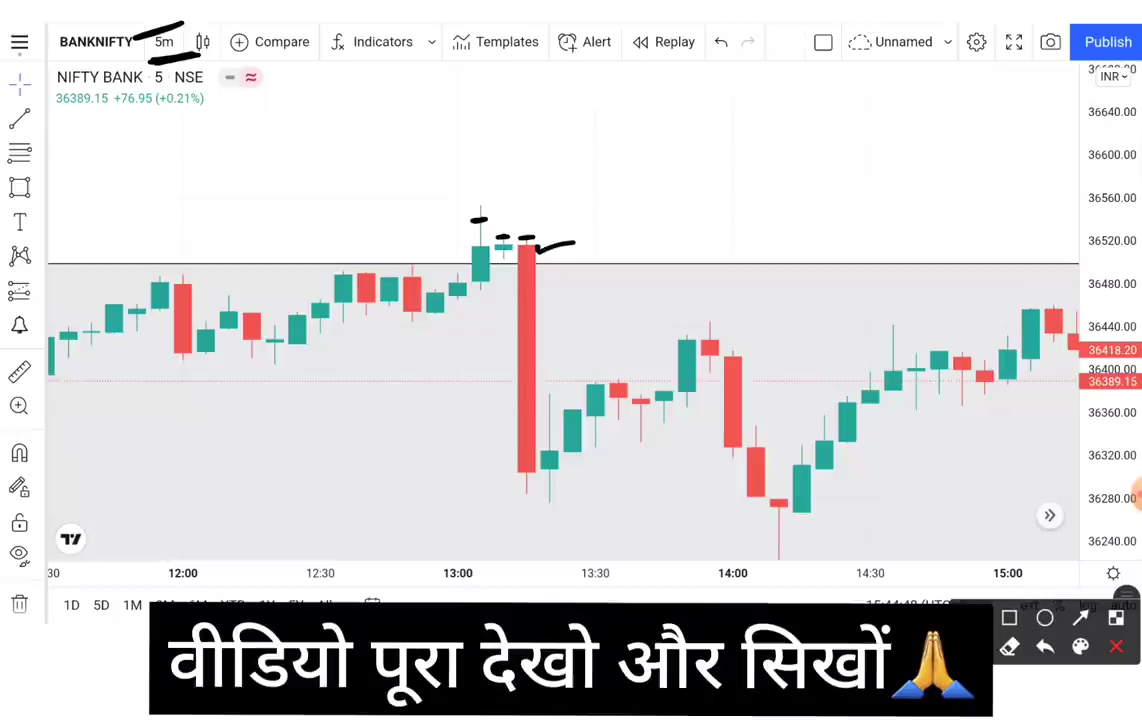 BANKNIFTY 5m Compare Indicators Templates Alert Replay Unnamed Publish
NIFTY BANK · 5 · NSE
INR
36389.15 +76.95 (+0.21%)
36640.00
36600.00
36560.00
36520.00
36480.00
36440.00
36418.20
36400.00
36389.15
36360.00
36320.00
36280.00
36240.00
:30 12:00 12:30 13:00 13:30 14:00 14:30 15:00
1D 5D 1M
वीडियो पूरा देखो और सिखों🙏